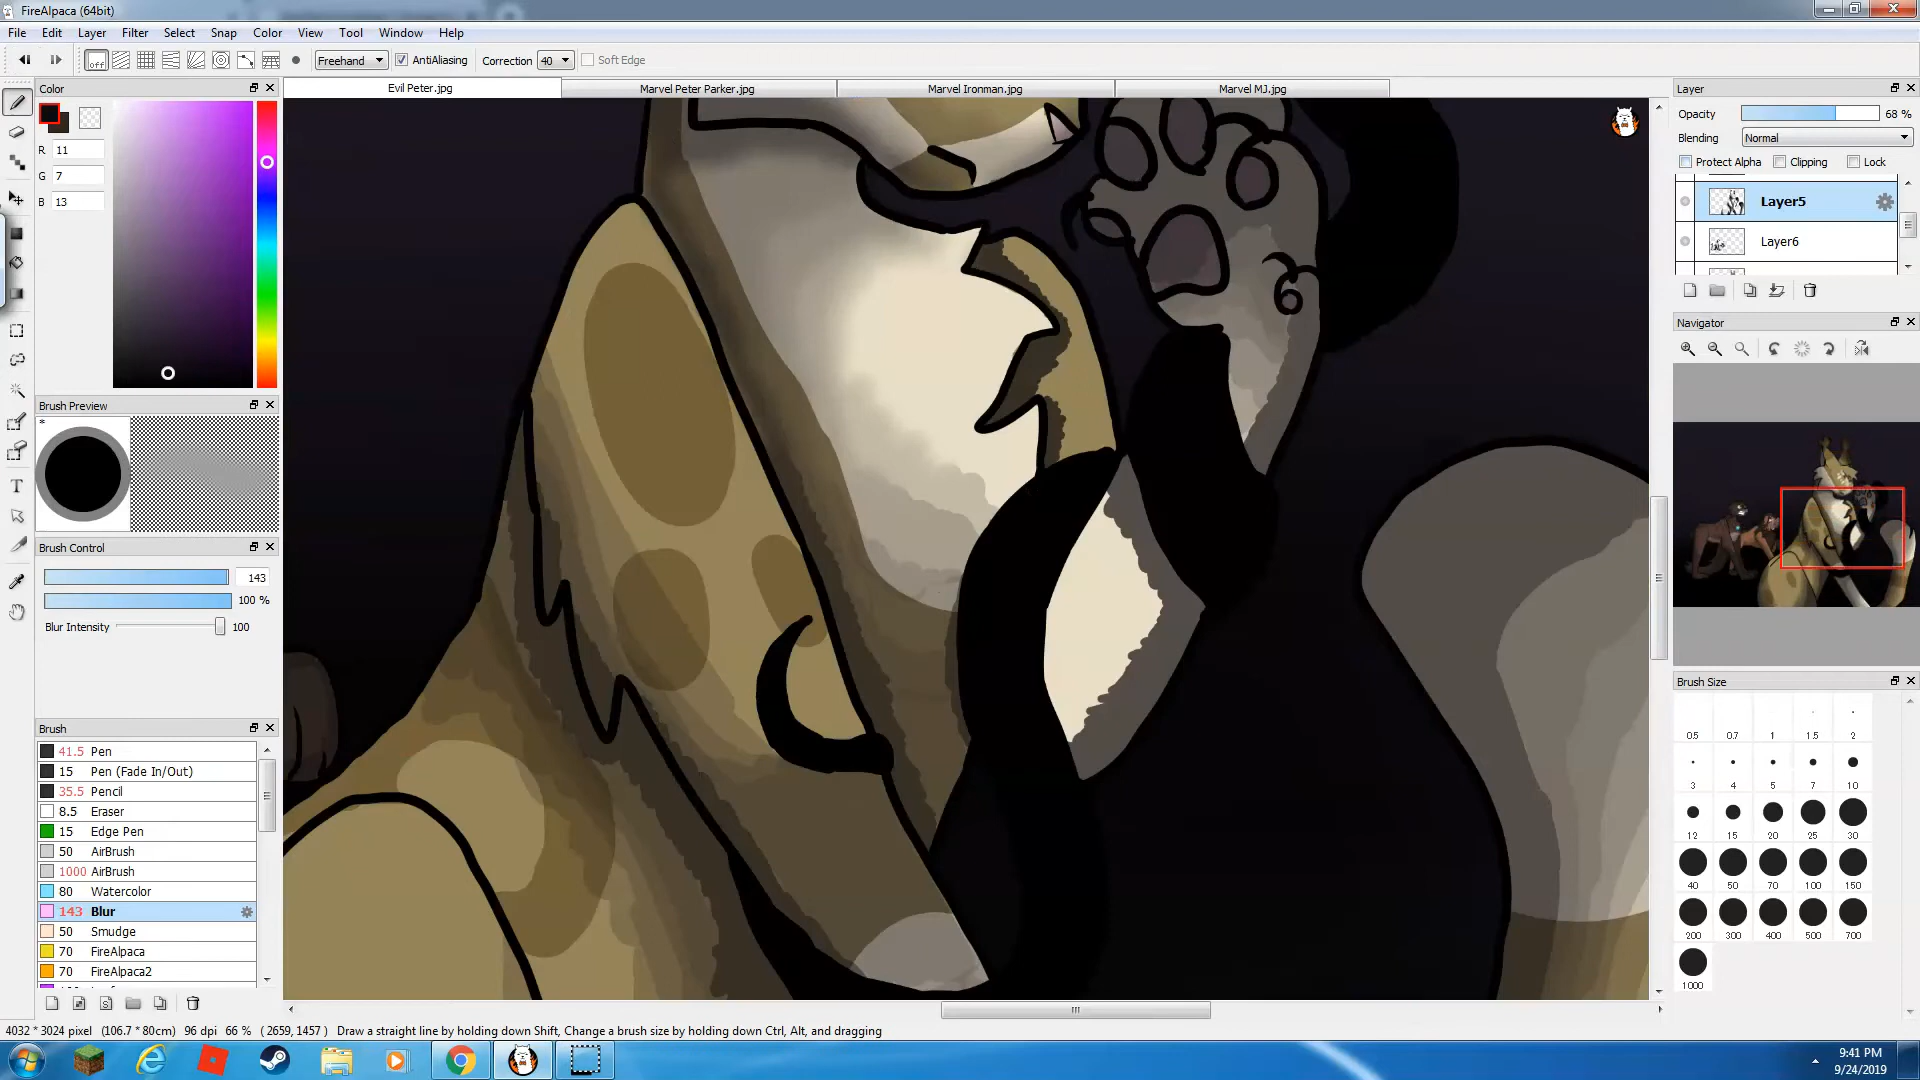 FireAlpaca (64bit)
File Edit Layer Filter Select Snap Color View Tool Window Help
off Freehand AntiAliasing Correction 40 Soft Edge
Color
R 11
G 7
B 13
Brush Preview
*
Brush Control
143
100 %
Blur Intensity 100
Brush
41.5 Pen
15 Pen (Fade In/Out)
35.5 Pencil
8.5 Eraser
15 Edge Pen
50 AirBrush
1000 AirBrush
80 Watercolor
143 Blur
50 Smudge
70 FireAlpaca
70 FireAlpaca2
Evil Peter.jpg Marvel Peter Parker.jpg Marvel Ironman.jpg Marvel MJ.jpg
6
Layer
Opacity 68 %
Blending Normal
Protect Alpha Clipping Lock
Layer5
Layer6
Navigator
Brush Size
0.5 0.7 1 1.5 2
3 4 5 7 10
12 15 20 25 30
40 50 70 100 150
200 300 400 500 700
1000
4032 * 3024 pixel (106.7 * 80cm) 96 dpi 66 % ( 2659, 1457 ) Draw a straight line by holding down Shift, Change a brush size by holding down Ctrl, Alt, and dragging
9:41 PM
9/24/2019